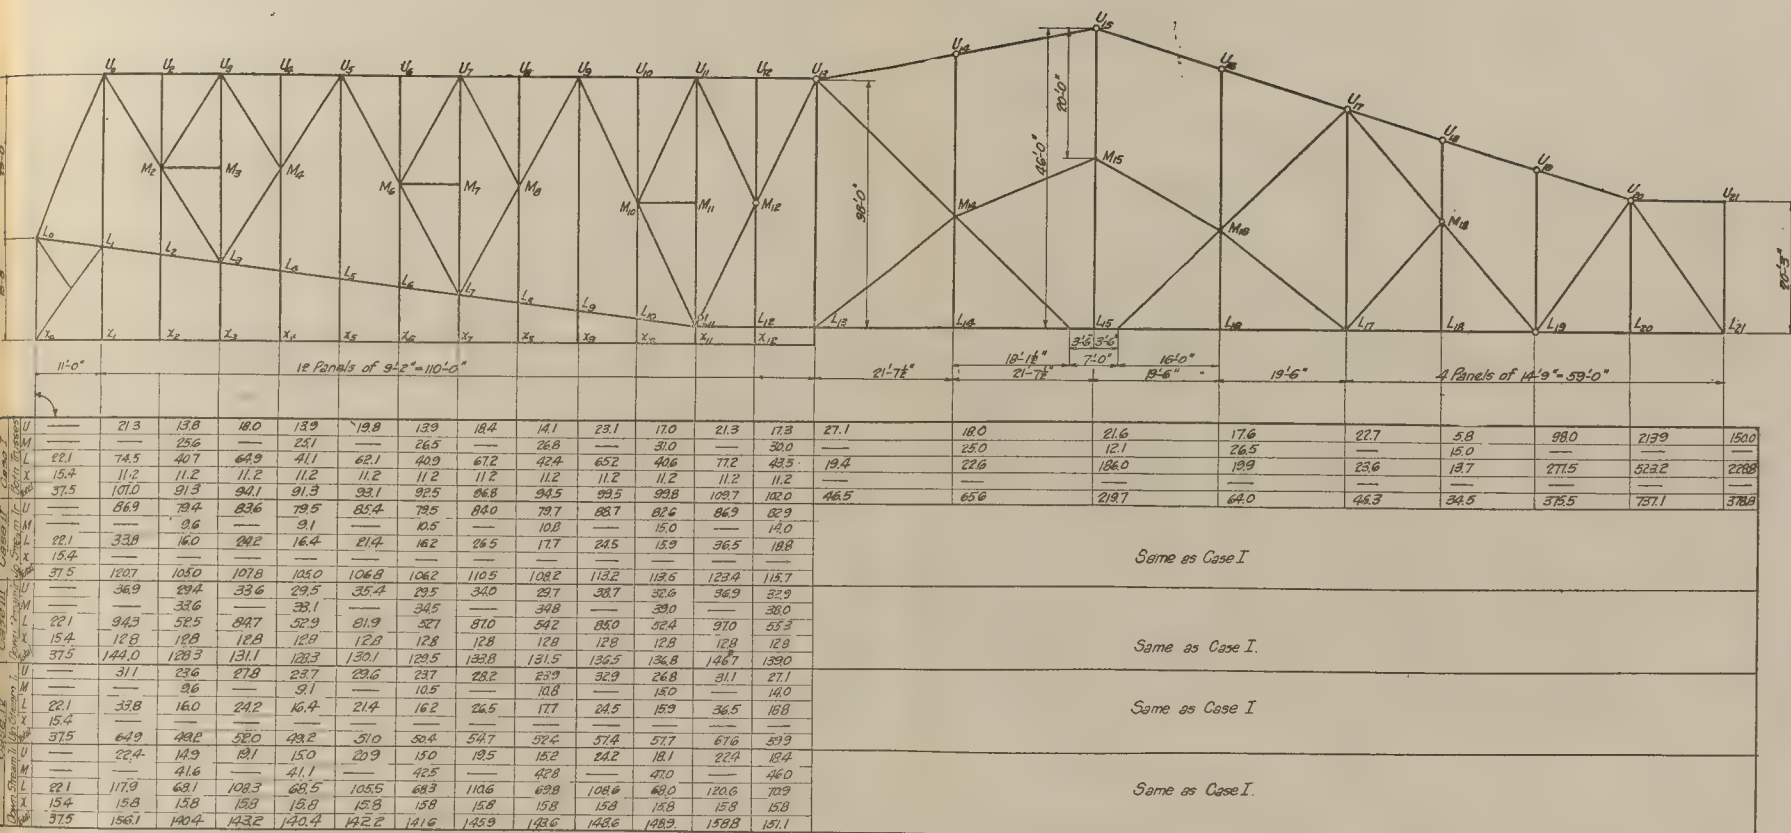 U15
U14
U1 U2 U3 U4 U5 U6 U7 U8 U9 U10 U11 U12 U13
U16
20'-0"
46'-0"
38'-0"
U17
U18
U19
U20 U21
M2 M3 M4 M6 M7 M8 M10 M11 M12 M14 M15 M16 M18
20'-3"
L0 L1 L2 L3 L4 L5 L6 L7 L8 L9 L10 L11 L12 L13 L14 L15 L16 L17 L18 L19 L20 L21
X0 X1 X2 X3 X4 X5 X6 X7 X8 X9 X10 X11 X12
3'-6" 3'-6"
18'-1½" 7'-0" 16'-0"
11'-0" 12 Panels of 9'-2"=110'-0" 21'-7½" 21'-7½" 19'-6" 19'-6" 4 Panels of 14'-9"=59'-0"
Case I
U — 21.3 13.8 18.0 13.9 19.8 13.9 18.4 14.1 23.1 17.0 21.3 17.3 27.1 18.0 21.6 17.6 22.7 5.8 98.0 213.9 150.0
M — — 25.6 — 25.1 — 26.5 — 26.8 — 31.0 — 30.0 — 25.0 12.1 26.5 — 15.0 — — —
L 22.1 74.5 40.7 64.9 41.1 62.1 40.9 67.2 42.4 65.2 40.6 77.2 43.5 19.4 22.6 186.0 19.9 23.6 13.7 277.5 523.2 228.8
X 15.4 11.2 11.2 11.2 11.2 11.2 11.2 11.2 11.2 11.2 11.2 11.2 11.2 — — — — — — — — —
Total 37.5 107.0 91.3 94.1 91.3 93.1 92.5 96.8 94.5 99.5 99.8 109.7 102.0 46.5 65.6 219.7 64.0 46.3 34.5 375.5 737.1 378.8
Case II
U — 86.9 79.4 83.6 79.5 85.4 79.5 84.0 79.7 88.7 82.6 86.9 82.9
M — — 9.6 — 9.1 — 10.5 — 10.8 — 15.0 — 14.0
L 22.1 33.8 16.0 24.2 16.4 21.4 16.2 26.5 17.7 24.5 15.9 36.5 18.8
Same as Case I
X 15.4 — — — — — — — — — — — —
Total 37.5 120.7 105.0 107.8 105.0 106.8 106.2 110.5 108.2 113.2 113.5 123.4 115.7
Case III
U — 36.9 29.4 33.6 29.5 35.4 29.5 34.0 29.7 38.7 32.6 36.9 32.9
M — — 33.6 — 33.1 — 34.5 — 34.8 — 39.0 — 38.0
L 22.1 94.3 52.5 84.7 52.9 81.9 52.7 87.0 54.2 85.0 52.4 97.0 55.3
X 15.4 12.8 12.8 12.8 12.8 12.8 12.8 12.8 12.8 12.8 12.8 12.8 12.8
Same as Case I.
Total 37.5 144.0 128.3 131.1 128.3 130.1 129.5 133.8 131.5 136.5 136.8 146.7 139.0
U — 31.1 23.6 27.8 23.7 29.6 23.7 28.2 23.9 32.9 26.8 31.1 27.1
M — — 9.6 — 9.1 — 10.5 — 10.8 — 15.0 — 14.0
L 22.1 33.8 16.0 24.2 16.4 21.4 16.2 26.5 17.7 24.5 15.9 36.5 18.8
Same as Case I
X 15.4 — — — — — — — — — — — —
Total 37.5 64.9 49.2 52.0 49.2 51.0 50.4 54.7 52.4 57.4 57.7 67.6 59.9
U — 22.4 14.9 19.1 15.0 20.9 15.0 19.5 15.2 24.2 18.1 22.4 18.4
M — — 41.6 — 41.1 — 42.5 — 42.8 — 47.0 — 46.0
L 22.1 117.9 68.1 108.3 68.5 105.5 68.3 110.6 69.8 108.6 68.0 120.6 70.9
Same as Case I.
X 15.4 15.8 15.8 15.8 15.8 15.8 15.8 15.8 15.8 15.8 15.8 15.8 15.8
Total 37.5 156.1 140.4 143.2 140.4 142.2 141.6 145.9 143.6 148.6 148.9 158.8 151.1